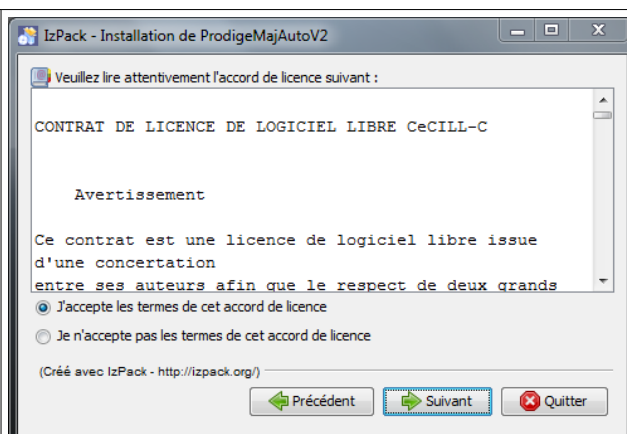 IzPack - Installation de ProdigeMajAutoV2
Veuillez lire attentivement l'accord de licence suivant :
CONTRAT DE LICENCE DE LOGICIEL LIBRE CeCILL-C
Avertissement
Ce contrat est une licence de logiciel libre issue
d'une concertation
entre ses auteurs afin que le respect de deux grands
J'accepte les termes de cet accord de licence
Je n'accepte pas les termes de cet accord de licence
(Créé avec IzPack - http://izpack.org/)
Précédent
Suivant
Quitter